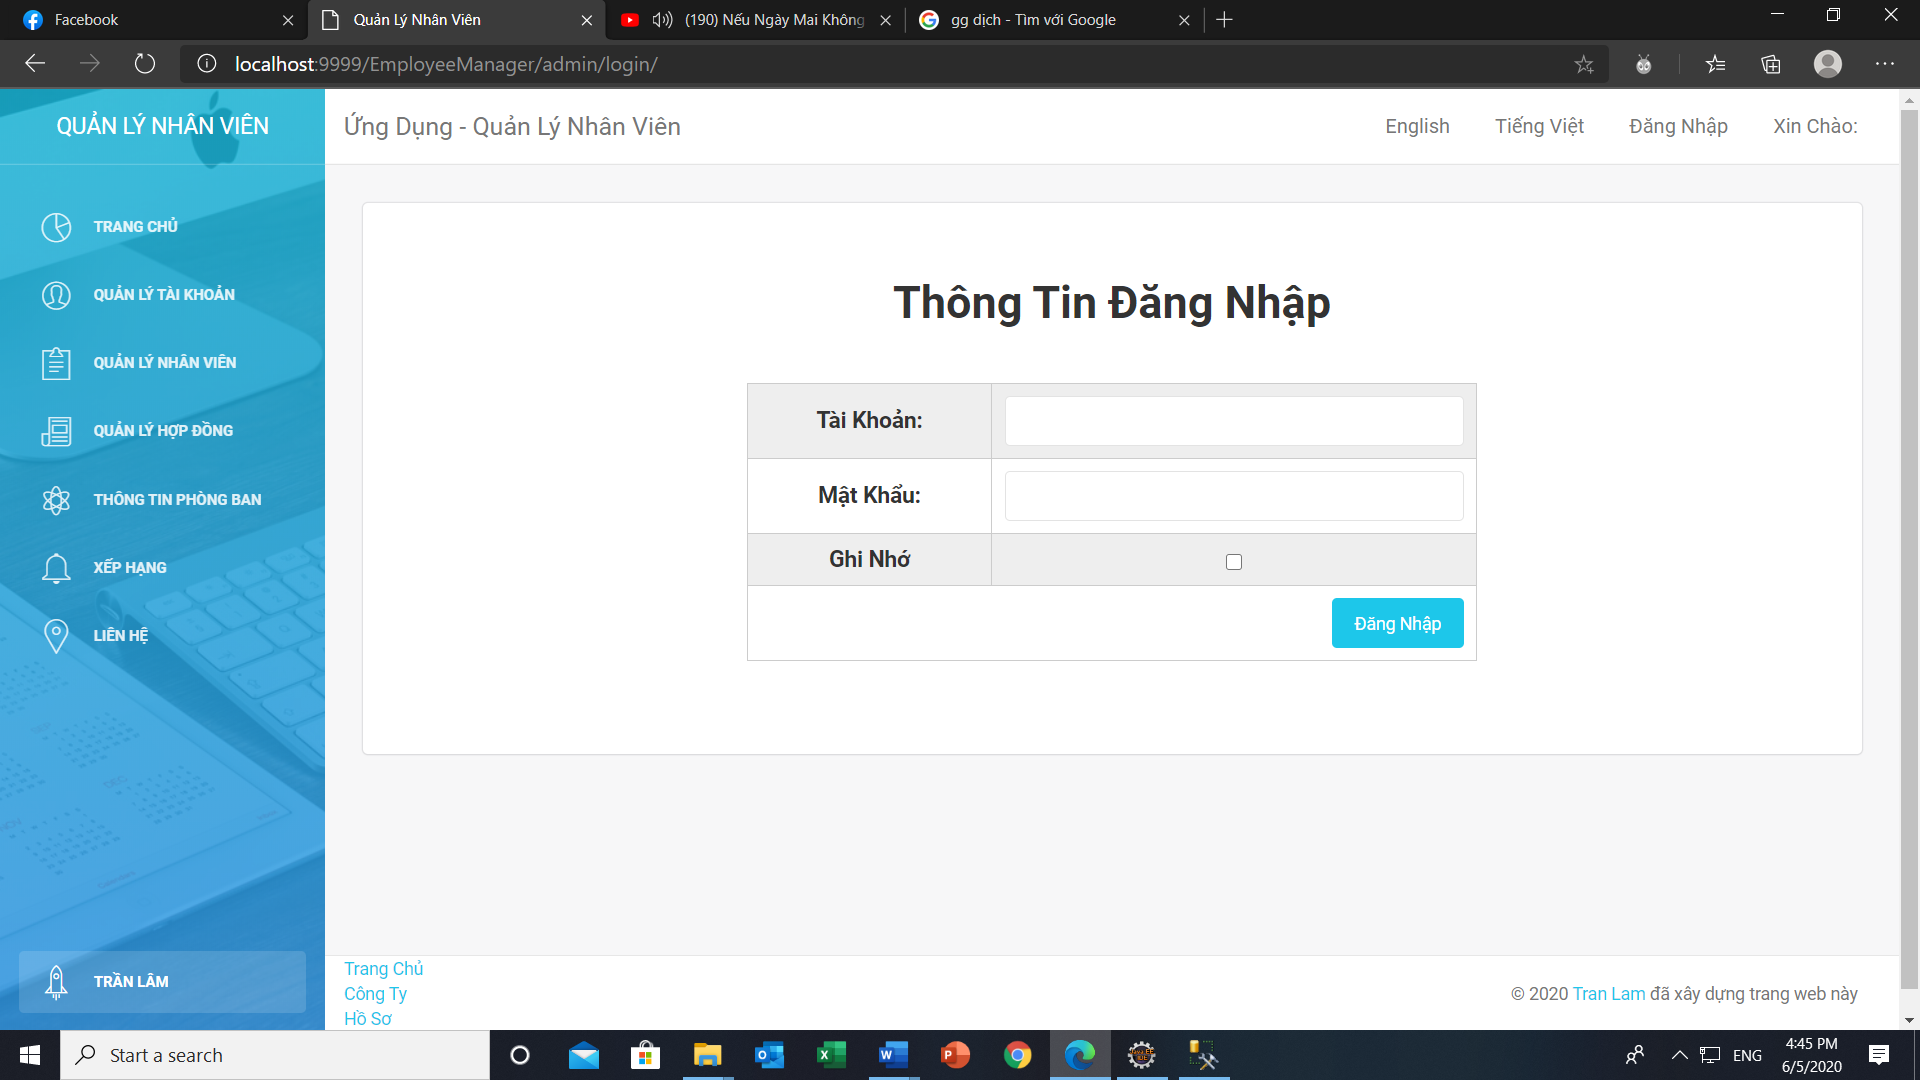 Facebook
Quản Lý Nhân Viên
(190) Nếu Ngày Mai Không
gg dịch - Tìm với Google
localhost:9999/EmployeeManager/admin/login/
QUẢN LÝ NHÂN VIÊN
Ứng Dụng - Quản Lý Nhân Viên
English
Tiếng Việt
Đăng Nhập
Xin Chào:
TRANG CHỦ
QUẢN LÝ TÀI KHOẢN
QUẢN LÝ NHÂN VIÊN
QUẢN LÝ HỢP ĐỒNG
THÔNG TIN PHÒNG BAN
XẾP HẠNG
LIÊN HỆ
TRẦN LÂM
Thông Tin Đăng Nhập
Tài Khoản:
Mật Khẩu:
Ghi Nhớ
Đăng Nhập
Trang Chủ
Công Ty
Hồ Sơ
© 2020 Tran Lam đã xây dựng trang web này
Start a search
ENG
4:45 PM
6/5/2020